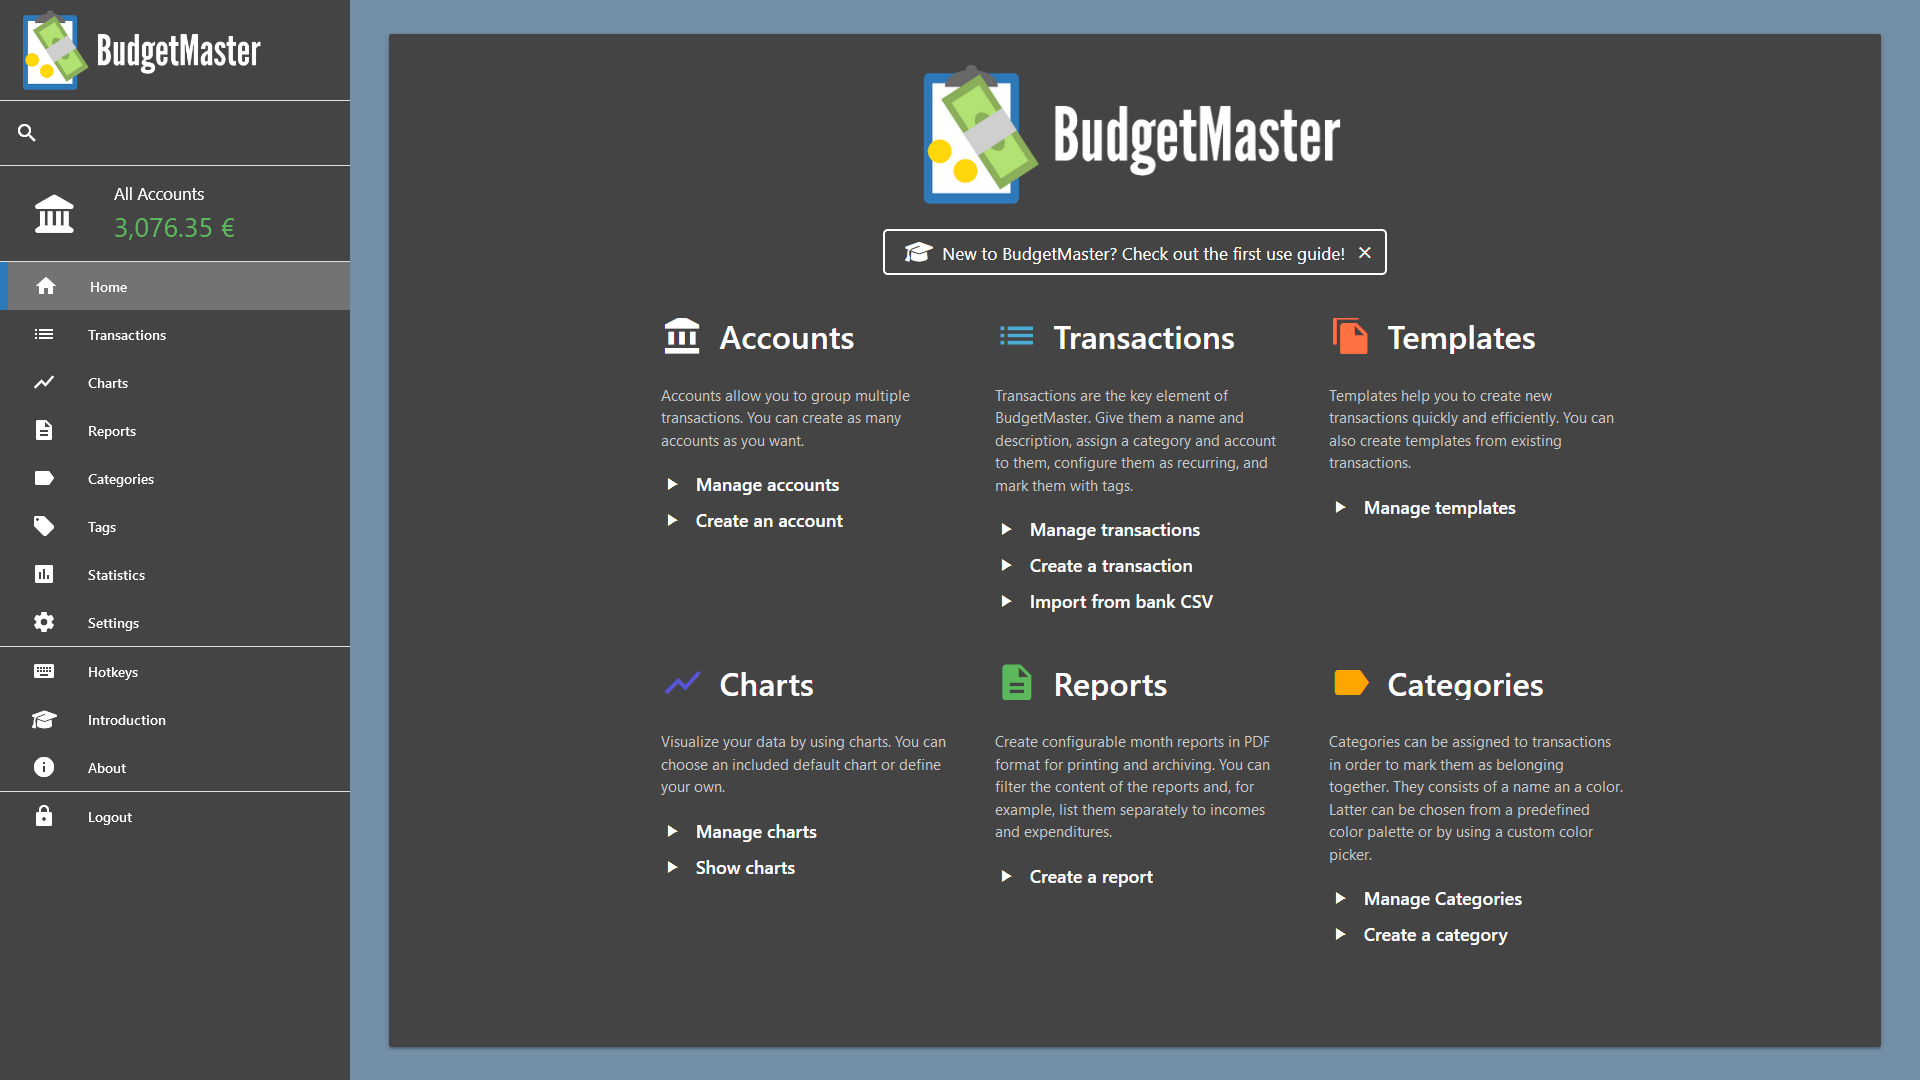 BudgetMaster
All Accounts
3,076.35 €
Home
Transactions
Charts
Reports
Categories
Tags
Statistics
Settings
Hotkeys
Introduction
About
Logout
BudgetMaster
New to BudgetMaster? Check out the first use guide!
Accounts
Accounts allow you to group multiple
transactions. You can create as many
accounts as you want.
Manage accounts
Create an account
Transactions
Transactions are the key element of
BudgetMaster. Give them a name and
description, assign a category and account
to them, configure them as recurring, and
mark them with tags.
Manage transactions
Create a transaction
Import from bank CSV
Templates
Templates help you to create new
transactions quickly and efficiently. You can
also create templates from existing
transactions.
Manage templates
Charts
Visualize your data by using charts. You can
choose an included default chart or define
your own.
Manage charts
Show charts
Reports
Create configurable month reports in PDF
format for printing and archiving. You can
filter the content of the reports and, for
example, list them separately to incomes
and expenditures.
Create a report
Categories
Categories can be assigned to transactions
in order to mark them as belonging
together. They consists of a name an a color.
Latter can be chosen from a predefined
color palette or by using a custom color
picker.
Manage Categories
Create a category